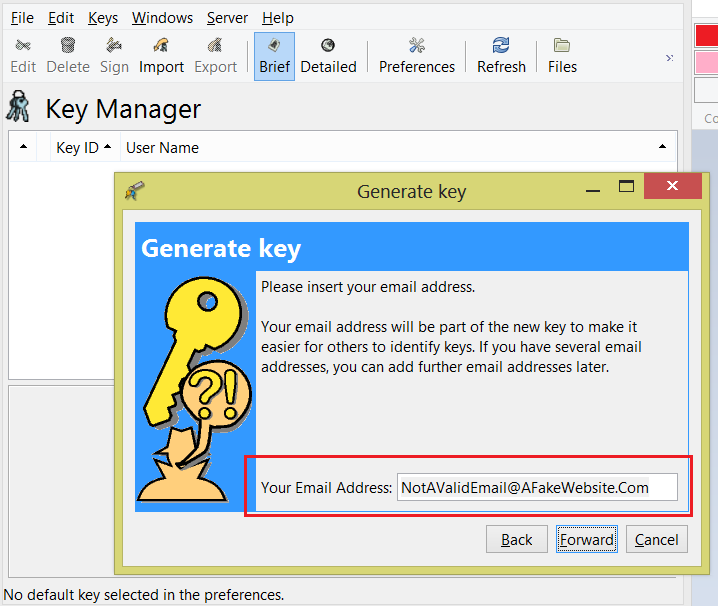 File Edit Keys Windows Server Help
Edit Delete Sign Import Export Brief Detailed Preferences Refresh Files
Key Manager
Key ID User Name
Generate key
Generate key
Please insert your email address.
Your email address will be part of the new key to make it
easier for others to identify keys. If you have several email
addresses, you can add further email addresses later.
?!
Your Email Address: NotAValidEmail@AFakeWebsite.Com
Back Forward Cancel
No default key selected in the preferences.
Co